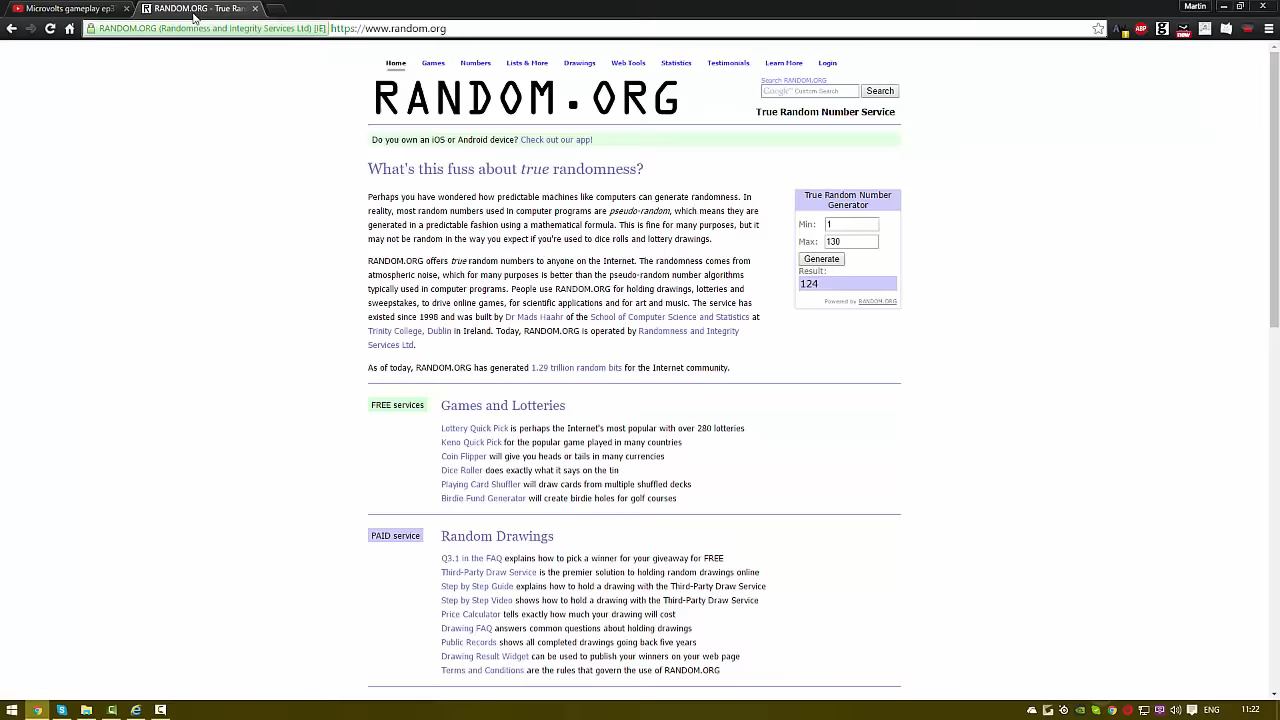 Microvolts gameplay ep3
RANDOM.ORG - True Ran
Martin
RANDOM.ORG (Randomness and Integrity Services Ltd) [IE]
https://www.random.org
Home Games Numbers Lists & More Drawings Web Tools Statistics Testimonials Learn More Login
RANDOM.ORG
Search RANDOM.ORG
Google™ Custom Search
Search
True Random Number Service
Do you own an iOS or Android device? Check out our app!
What's this fuss about true randomness?
Perhaps you have wondered how predictable machines like computers can generate randomness. In
reality, most random numbers used in computer programs are pseudo-random, which means they are
generated in a predictable fashion using a mathematical formula. This is fine for many purposes, but it
may not be random in the way you expect if you're used to dice rolls and lottery drawings.
RANDOM.ORG offers true random numbers to anyone on the Internet. The randomness comes from
atmospheric noise, which for many purposes is better than the pseudo-random number algorithms
typically used in computer programs. People use RANDOM.ORG for holding drawings, lotteries and
sweepstakes, to drive online games, for scientific applications and for art and music. The service has
existed since 1998 and was built by Dr Mads Haahr of the School of Computer Science and Statistics at
Trinity College, Dublin in Ireland. Today, RANDOM.ORG is operated by Randomness and Integrity
Services Ltd.
As of today, RANDOM.ORG has generated 1.29 trillion random bits for the Internet community.
True Random Number
Generator
Min: 1
Max: 130
Generate
Result:
124
Powered by RANDOM.ORG
FREE services
Games and Lotteries
Lottery Quick Pick is perhaps the Internet's most popular with over 280 lotteries
Keno Quick Pick for the popular game played in many countries
Coin Flipper will give you heads or tails in many currencies
Dice Roller does exactly what it says on the tin
Playing Card Shuffler will draw cards from multiple shuffled decks
Birdie Fund Generator will create birdie holes for golf courses
PAID service
Random Drawings
Q3.1 in the FAQ explains how to pick a winner for your giveaway for FREE
Third-Party Draw Service is the premier solution to holding random drawings online
Step by Step Guide explains how to hold a drawing with the Third-Party Draw Service
Step by Step Video shows how to hold a drawing with the Third-Party Draw Service
Price Calculator tells exactly how much your drawing will cost
Drawing FAQ answers common questions about holding drawings
Public Records shows all completed drawings going back five years
Drawing Result Widget can be used to publish your winners on your web page
Terms and Conditions are the rules that govern the use of RANDOM.ORG
ENG
11:22